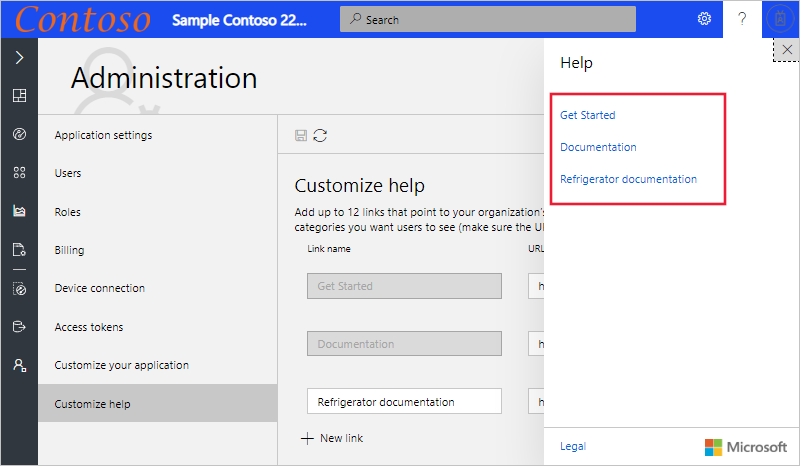 Contoso
Sample Contoso 22...
Search
?
Administration
Application settings
Users
Roles
Billing
Device connection
Access tokens
Customize your application
Customize help
Customize help
Add up to 12 links that point to your organization's
categories you want users to see (make sure the U
Link name
URL
Get Started
h
Documentation
h
Refrigerator documentation
h
New link
Help
Get Started
Documentation
Refrigerator documentation
Legal
Microsoft